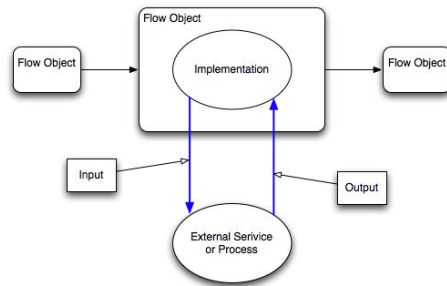 Flow Object
Flow Object
Implementation
Flow Object
Input
Output
External Serivice
or Process